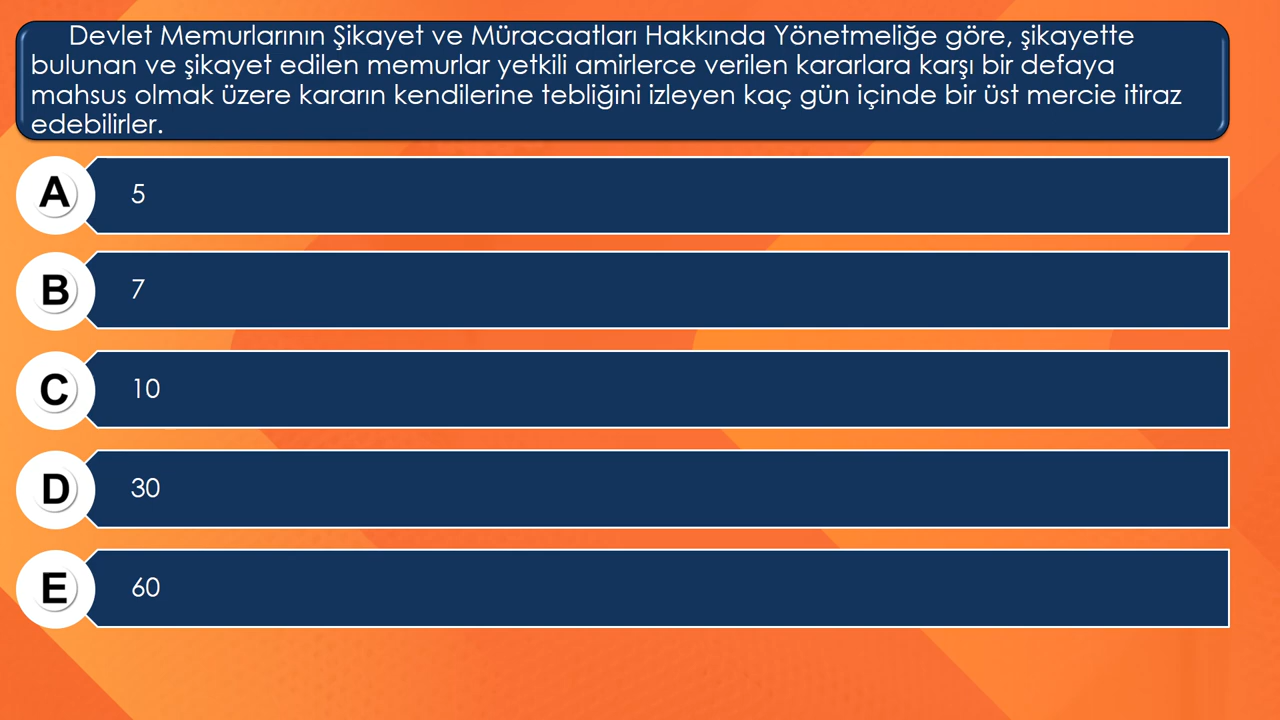 Devlet Memurlarının Şikayet ve Müracaatları Hakkında Yönetmeliğe göre, şikayette
bulunan ve şikayet edilen memurlar yetkili amirlerce verilen kararlara karşı bir defaya
mahsus olmak üzere kararın kendilerine tebliğini izleyen kaç gün içinde bir üst mercie itiraz
edebilirler.
A 5
B 7
C 10
D 30
E 60